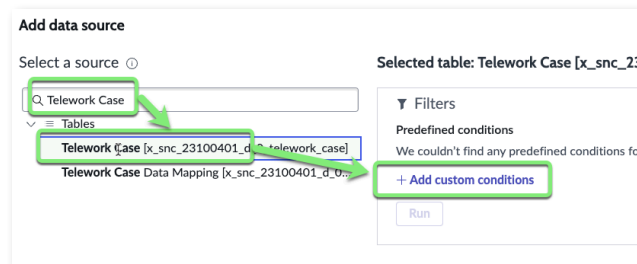 Add data source
Select a source
Selected table: Telework Case [x_snc_23
Telework Case
Filters
Tables
Predefined conditions
Telework Case [x_snc_23100401_d_0_telework_case]
We couldn't find any predefined conditions fo
Telework Case Data Mapping [x_snc_23100401_d_0...
+ Add custom conditions
Run